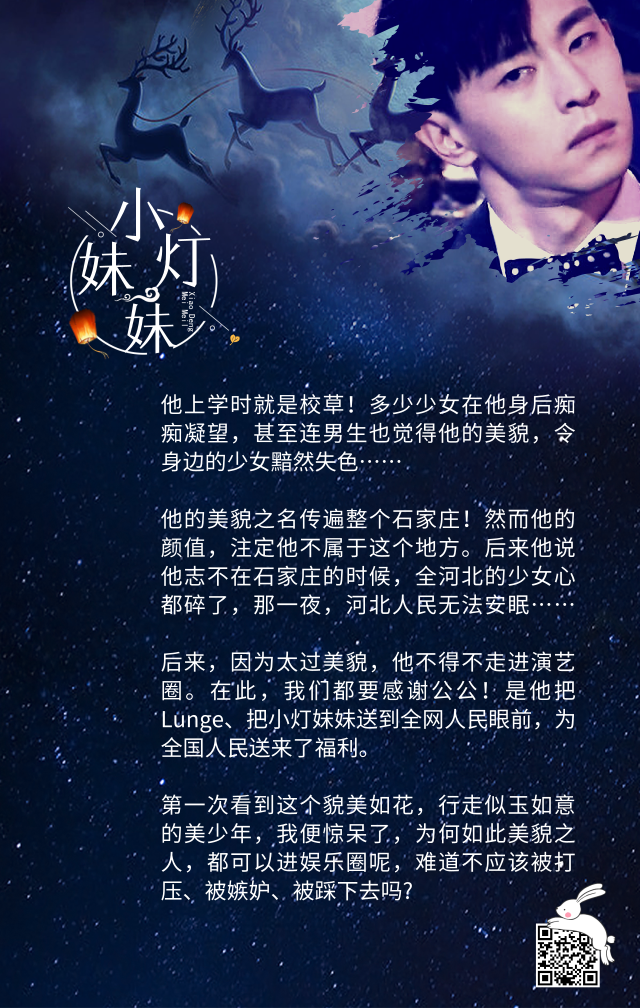 小灯
妹妹
Xiao Deng
Mei Mei
他上学时就是校草！多少少女在他身后痴
痴凝望，甚至连男生也觉得他的美貌，令
身边的少女黯然失色……
他的美貌之名传遍整个石家庄！然而他的
颜值，注定他不属于这个地方。后来他说
他志不在石家庄的时候，全河北的少女心
都碎了，那一夜，河北人民无法安眠……
后来，因为太过美貌，他不得不走进演艺
圈。在此，我们都要感谢公公！是他把
Lunge、把小灯妹妹送到全网人民眼前，为
全国人民送来了福利。
第一次看到这个貌美如花，行走似玉如意
的美少年，我便惊呆了，为何如此美貌之
人，都可以进娱乐圈呢，难道不应该被打
压、被嫉妒、被踩下去吗?